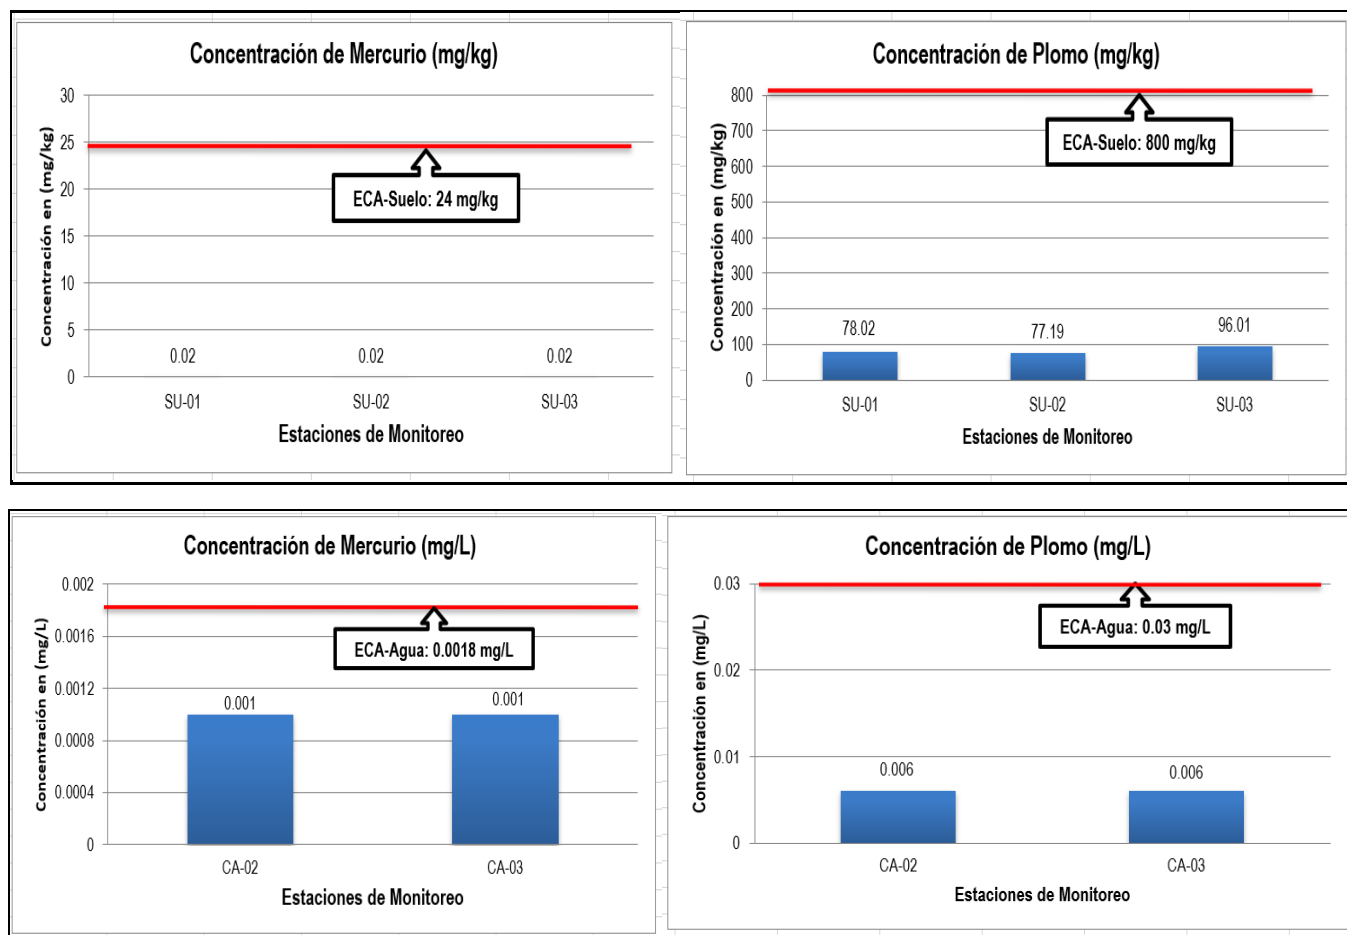 Concentración de Mercurio (mg/kg)
Concentración en (mg/kg)
30
25
20
15
10
5
0
ECA-Suelo: 24 mg/kg
0.02
0.02
0.02
SU-01
SU-02
SU-03
Estaciones de Monitoreo
Concentración de Plomo (mg/kg)
Concentración en (mg/kg)
800
700
600
500
400
300
200
100
0
ECA-Suelo: 800 mg/kg
78.02
77.19
96.01
SU-01
SU-02
SU-03
Estaciones de Monitoreo
Concentración de Mercurio (mg/L)
Concentración en (mg/L)
0.002
0.0016
0.0012
0.0008
0.0004
0
ECA-Agua: 0.0018 mg/L
0.001
0.001
CA-02
CA-03
Estaciones de Monitoreo
Concentración de Plomo (mg/L)
Concentración en (mg/L)
0.03
0.02
0.01
0
ECA-Agua: 0.03 mg/L
0.006
0.006
CA-02
CA-03
Estaciones de Monitoreo